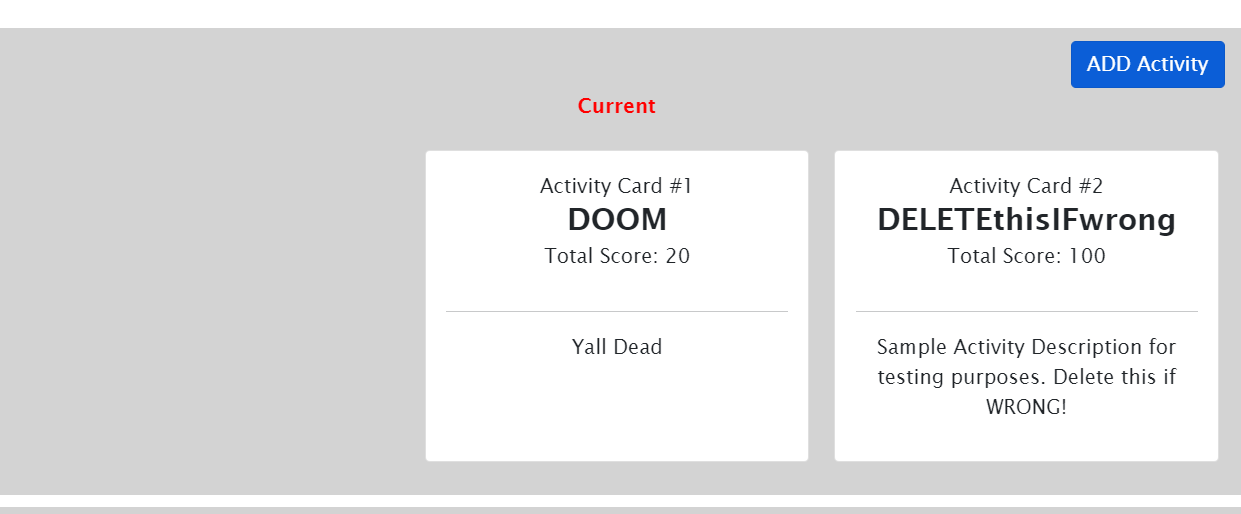 ADD Activity
Current
Activity Card #1
DOOM
Total Score: 20
Yall Dead
Activity Card #2
DELETEthisIFwrong
Total Score: 100
Sample Activity Description for
testing purposes. Delete this if
WRONG!